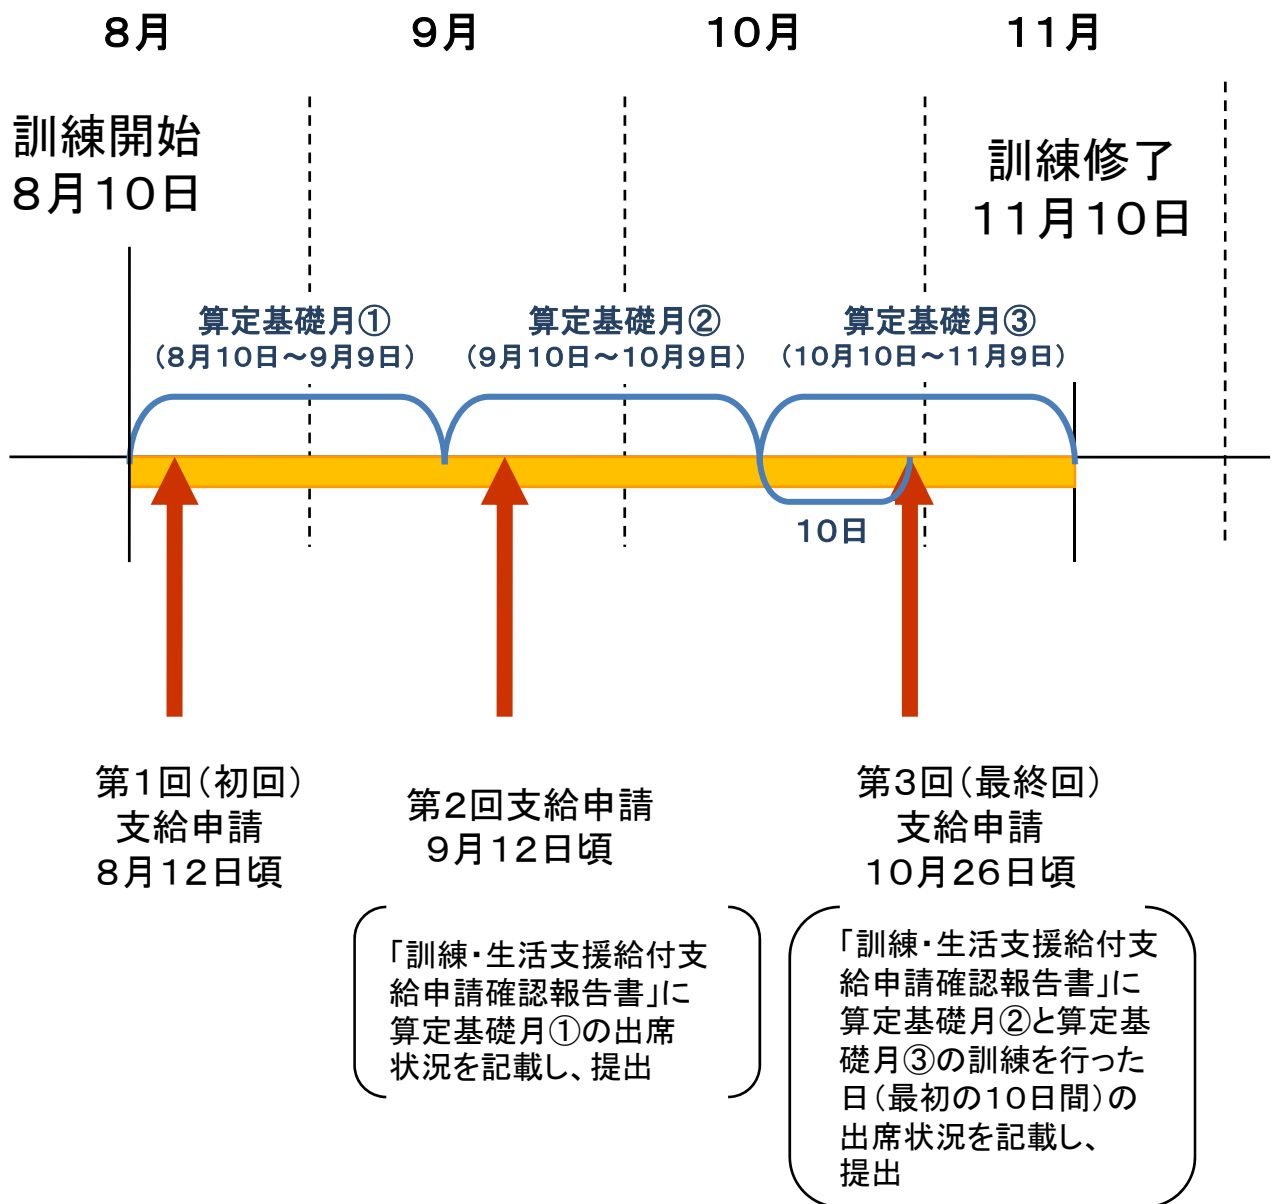 8月
9月
10月
11月
訓練開始
8月10日
訓練修了
11月10日
算定基礎月①
（8月10日～9月9日）
算定基礎月②
（9月10日～10月9日）
算定基礎月③
（10月10日～11月9日）
10日
第1回（初回）
支給申請
8月12日頃
第2回支給申請
9月12日頃
第3回（最終回）
支給申請
10月26日頃
「訓練・生活支援給付支
給申請確認報告書」に
算定基礎月①の出席
状況を記載し、提出
「訓練・生活支援給付支
給申請確認報告書」に
算定基礎月②と算定基
礎月③の訓練を行った
日（最初の10日間）の
出席状況を記載し、
提出